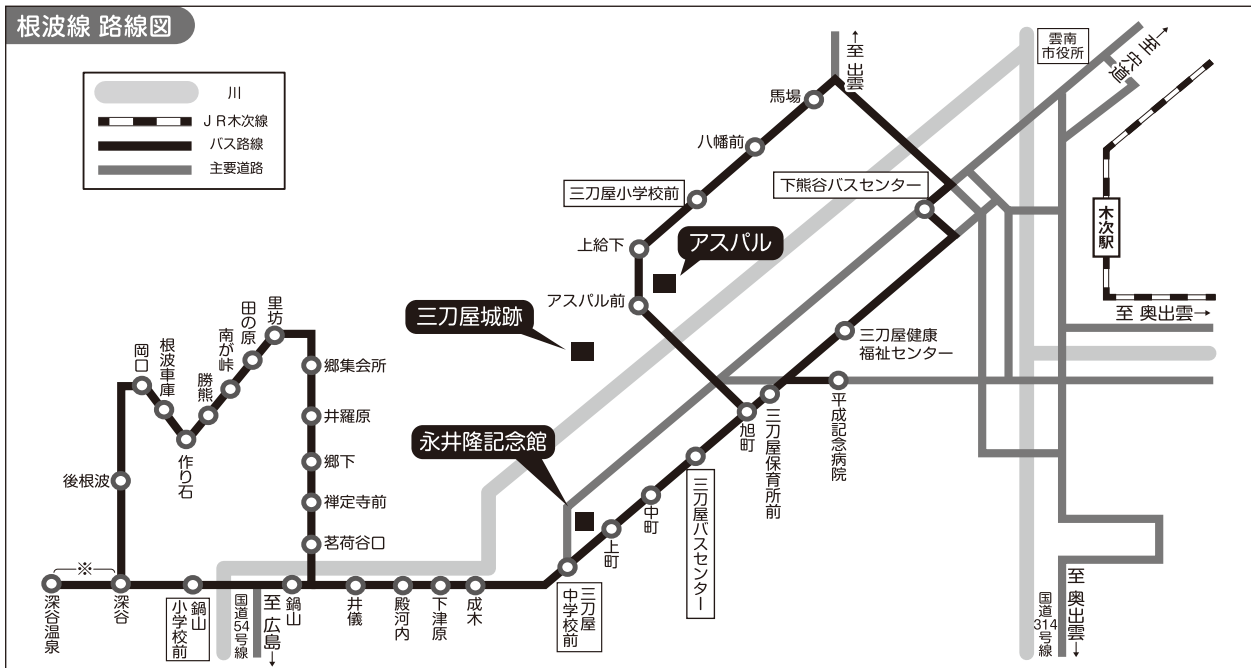 根波線 路線図
川
JR木次線
バス路線
主要道路
←至 出雲
馬場
八幡前
三刀屋小学校前
上給下
アスパル
アスパル前
三刀屋城跡
下熊谷バスセンター
雲南
市役所
至 宍道→
木次駅
至 奥出雲→
三刀屋健康
福祉センター
平成記念病院
三刀屋保育所前
旭町
三刀屋バスセンター
中町
上町
永井隆記念館
三刀屋
中学校前
里坊
田の原
南が峠
勝熊
作り石
根波車庫
岡口
後根波
郷集会所
井羅原
郷下
禅定寺前
茗荷谷口
※
深谷温泉
深谷
鍋山
小学校前
国道54号線
至 広島→
鍋山
井儀
殿河内
下津原
成木
国道314号線
至 奥出雲→